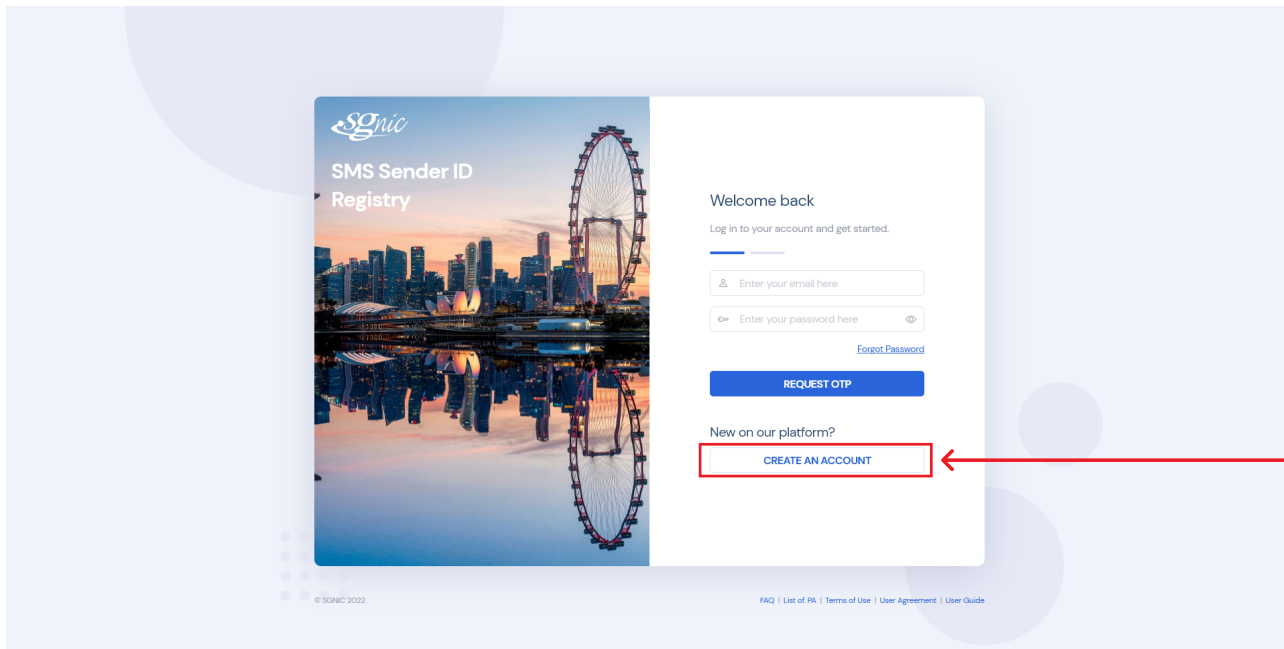 sgnic
SMS Sender ID
Registry
Welcome back
Log in to your account and get started.
Enter your email here
Enter your password here
Forgot Password
REQUEST OTP
New on our platform?
CREATE AN ACCOUNT
© SGNIC 2022
FAQ | List of PA | Terms of Use | User Agreement | User Guide